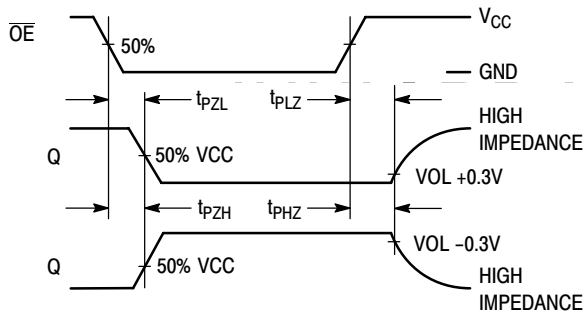 OE
50%
VCC
GND
tPZL
tPLZ
HIGH
IMPEDANCE
Q
50% VCC
VOL +0.3V
tPZH
tPHZ
VOL –0.3V
Q
50% VCC
HIGH
IMPEDANCE